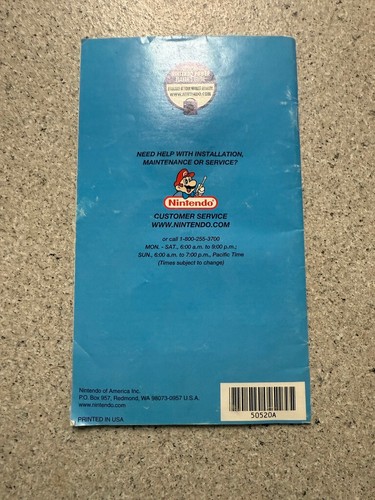 NEED HELP WITH INSTALLATION,
MAINTENANCE OR SERVICE?
Nintendo
CUSTOMER SERVICE
WWW.NINTENDO.COM
or call 1-800-255-3700
MON. - SAT., 6:00 a.m. to 9:00 p.m.;
SUN., 6:00 a.m. to 7:00 p.m., Pacific Time
(Times subject to change)
Nintendo of America Inc.
P.O. Box 957, Redmond, WA 98073-0957 U.S.A.
www.nintendo.com
PRINTED IN USA
50520A